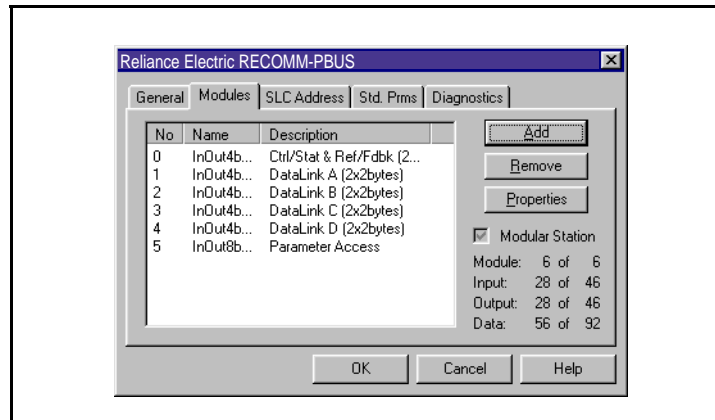 Reliance Electric RECOMM-PBUS
General Modules SLC Address Std. Prms Diagnostics
No Name Description
0 InOut4b... Ctrl/Stat & Ref/Fdbk (2...
1 InOut4b... DataLink A (2x2bytes)
2 InOut4b... DataLink B (2x2bytes)
3 InOut4b... DataLink C (2x2bytes)
4 InOut4b... DataLink D (2x2bytes)
5 InOut8b... Parameter Access
Add
Remove
Properties
Modular Station
Module: 6 of 6
Input: 28 of 46
Output: 28 of 46
Data: 56 of 92
OK Cancel Help